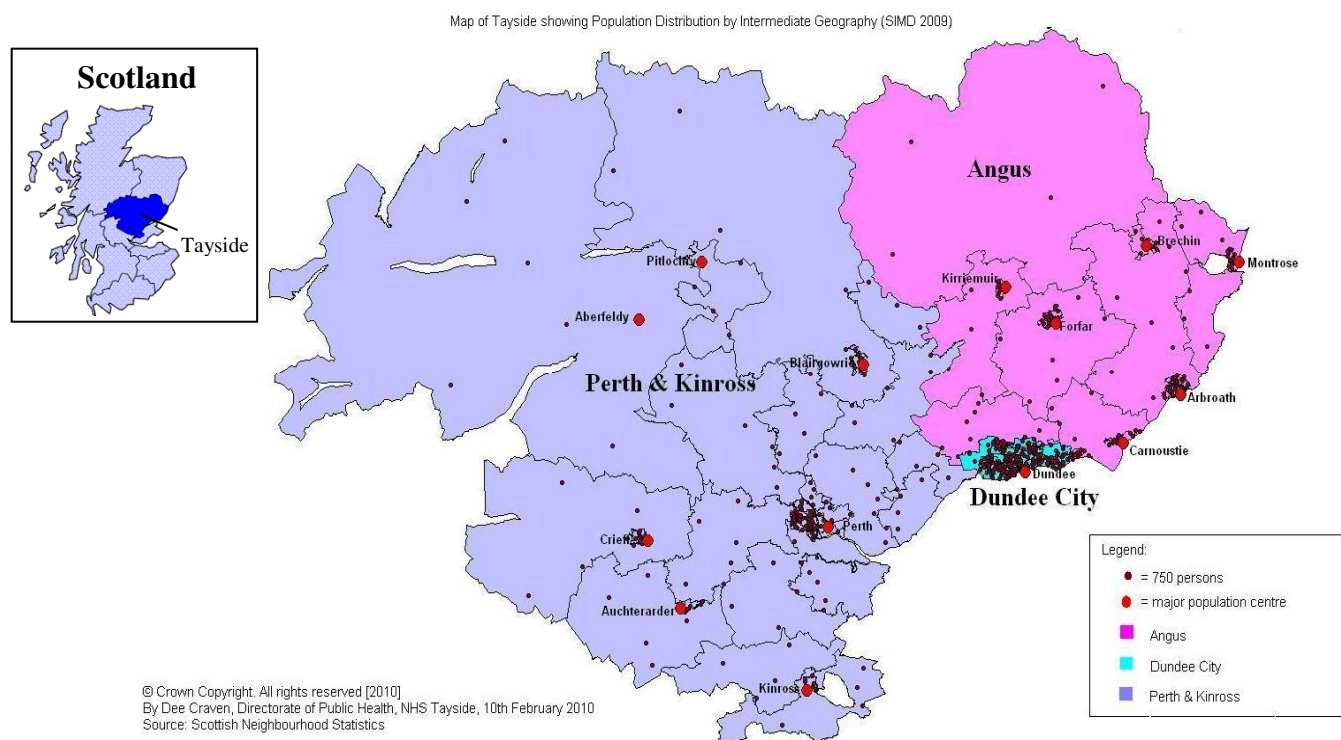 Map of Tayside showing Population Distribution by Intermediate Geography (SIMD 2009)
Scotland
Tayside
Angus
Brechin
Montrose
Pitlochry
Kirriemuir
Aberfeldy
Forfar
Blairgowrie
Perth & Kinross
Arbroath
Carnoustie
Dundee
Dundee City
Perth
Crieff
Auchterarder
Kinross
Legend:
= 750 persons
= major population centre
Angus
Dundee City
Perth & Kinross
© Crown Copyright. All rights reserved [2010]
By Dee Craven, Directorate of Public Health, NHS Tayside, 10th February 2010
Source: Scottish Neighbourhood Statistics